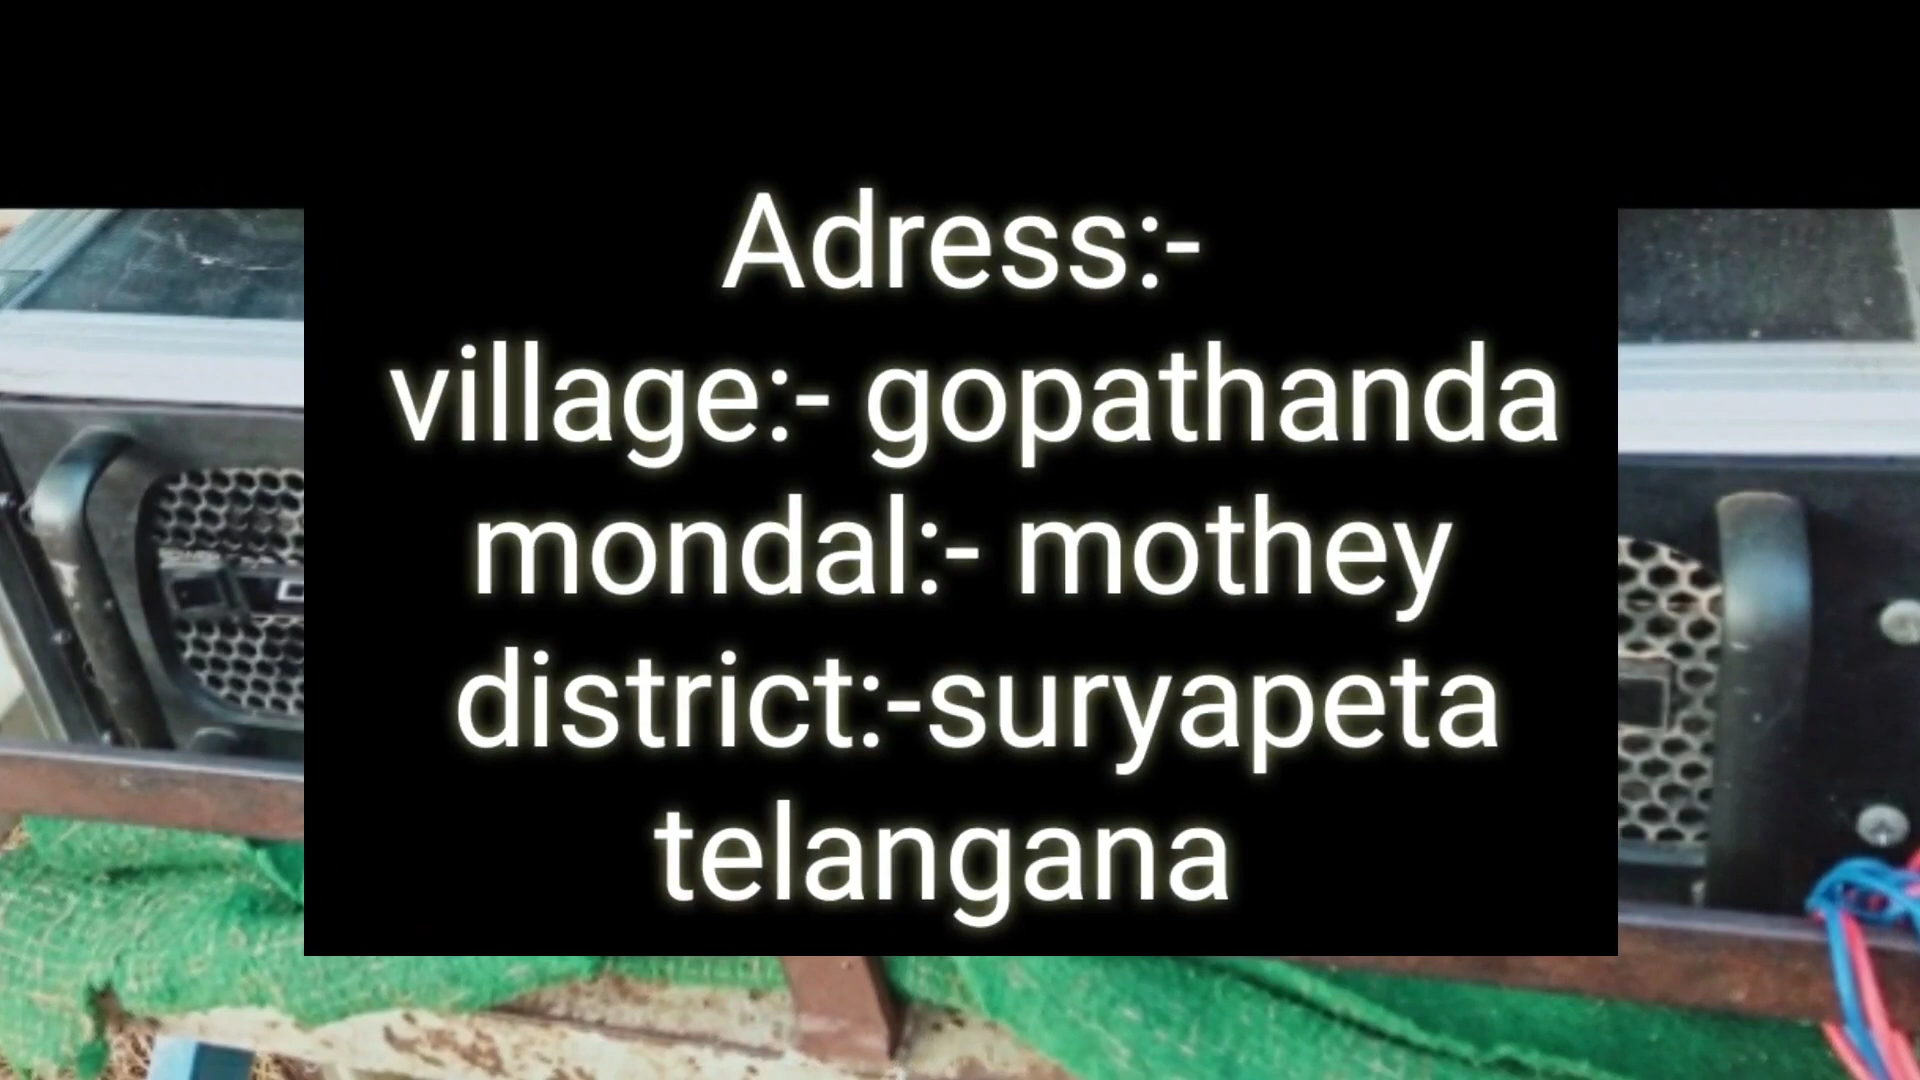 Adress:-
village:- gopathanda
mondal:- mothey
district:-suryapeta
telangana